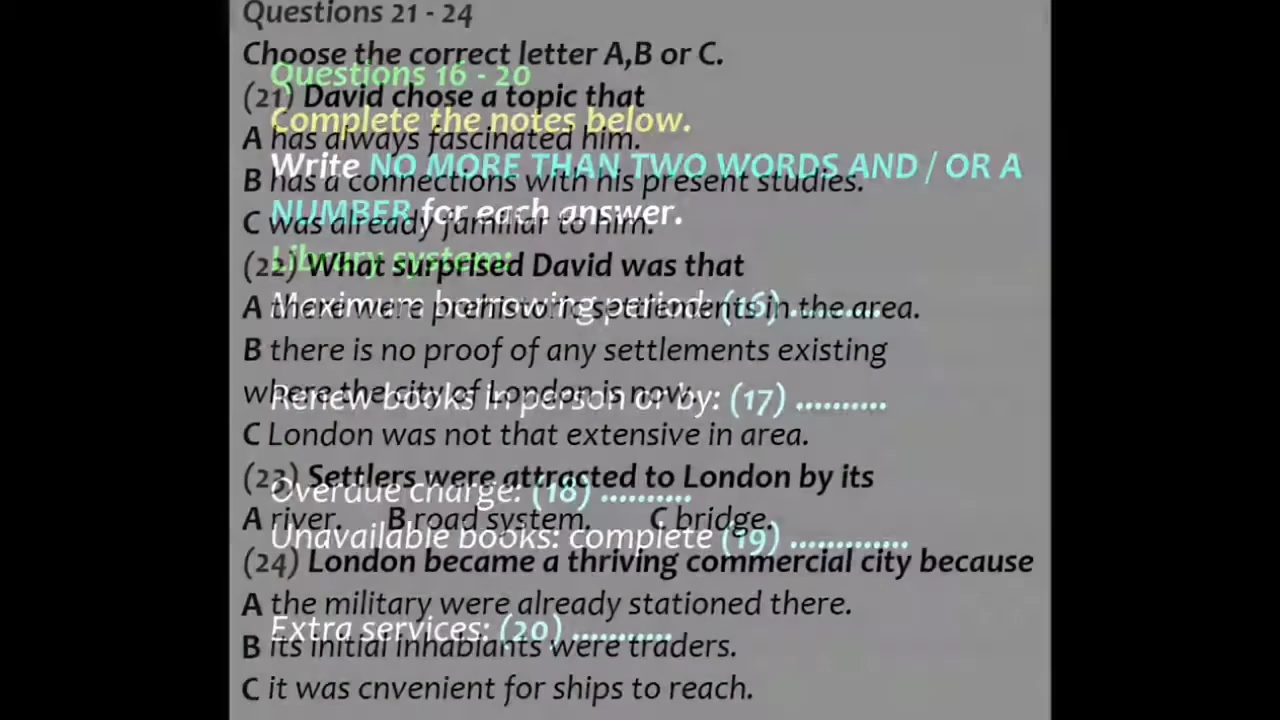 Questions 21 - 24
Choose the correct letter A,B or C.
Questions 16 - 20
(21) David chose a topic that
Complete the notes below.
A has always fascinated him.
Write NO MORE THAN TWO WORDS AND / OR A
B has a connections with his present studies.
NUMBER for each answer.
C was already familiar to him.
Library system:
(22) What surprised David was that
Maximum borrowing period: (16) ..........
A there were prehistoric settlements in the area.
B there is no proof of any settlements existing
where the city of London is now.
Renew books in person or by: (17) ..........
C London was not that extensive in area.
(23) Settlers were attracted to London by its
Overdue charge: (18) ..........
A river. B road system. C bridge.
Unavailable books: complete (19) .............
(24) London became a thriving commercial city because
A the military were already stationed there.
Extra services: (20) ...........
B its initial inhabiants were traders.
C it was cnvenient for ships to reach.